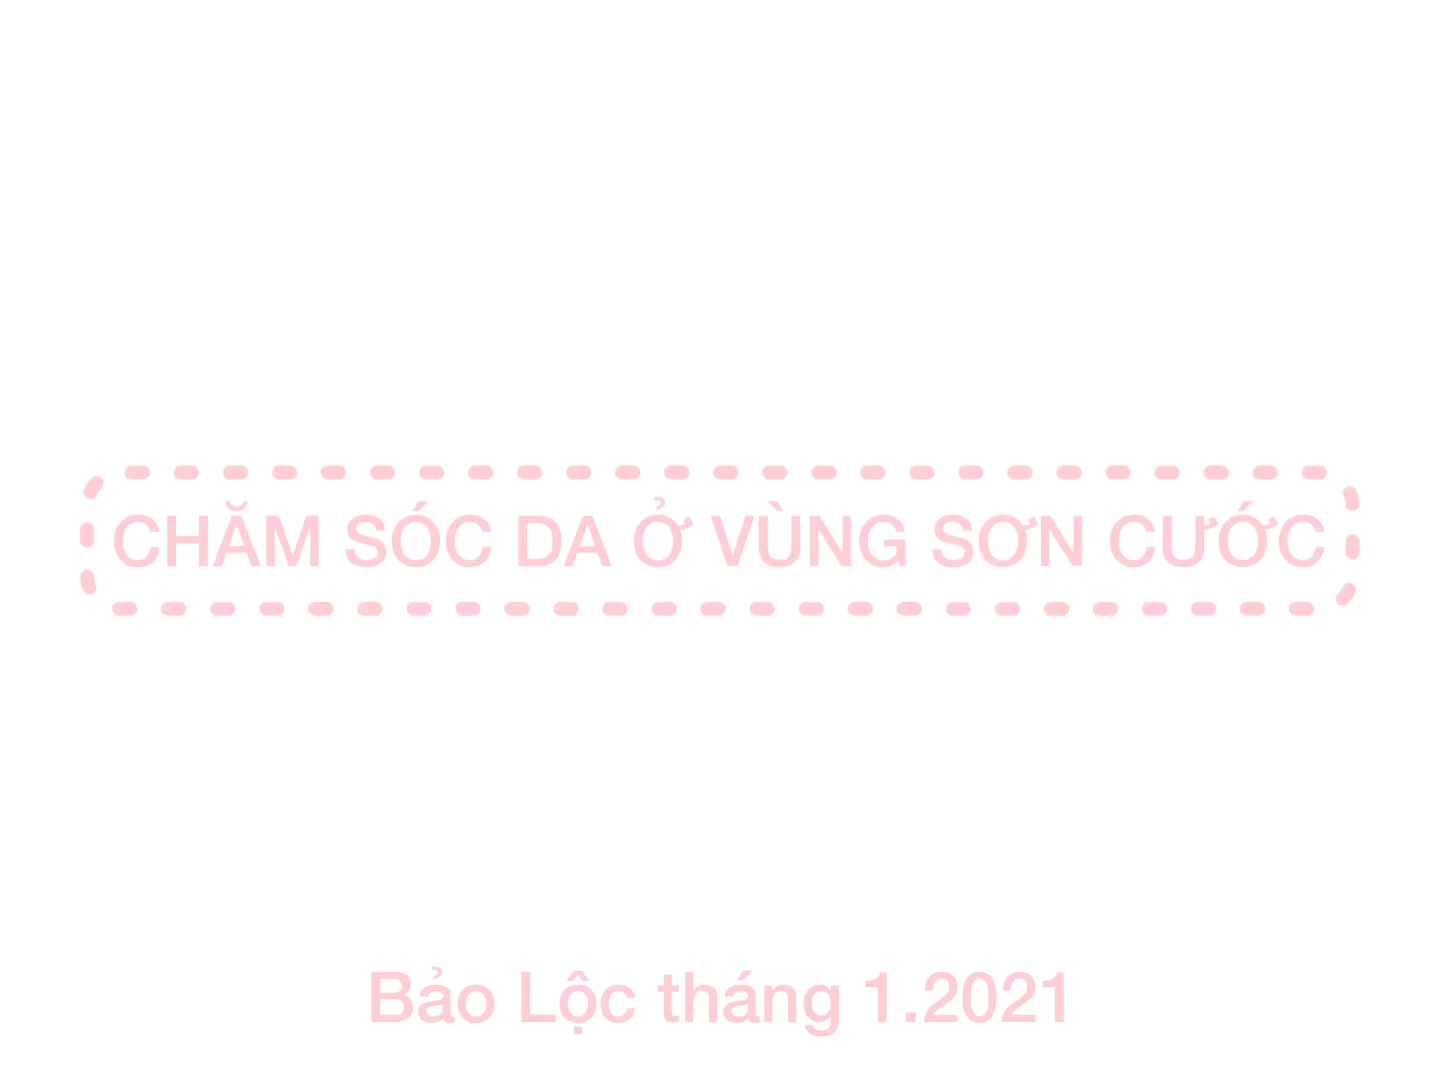 CHĂM SÓC DA Ở VÙNG SƠN CƯỚC
Bảo Lộc tháng 1.2021